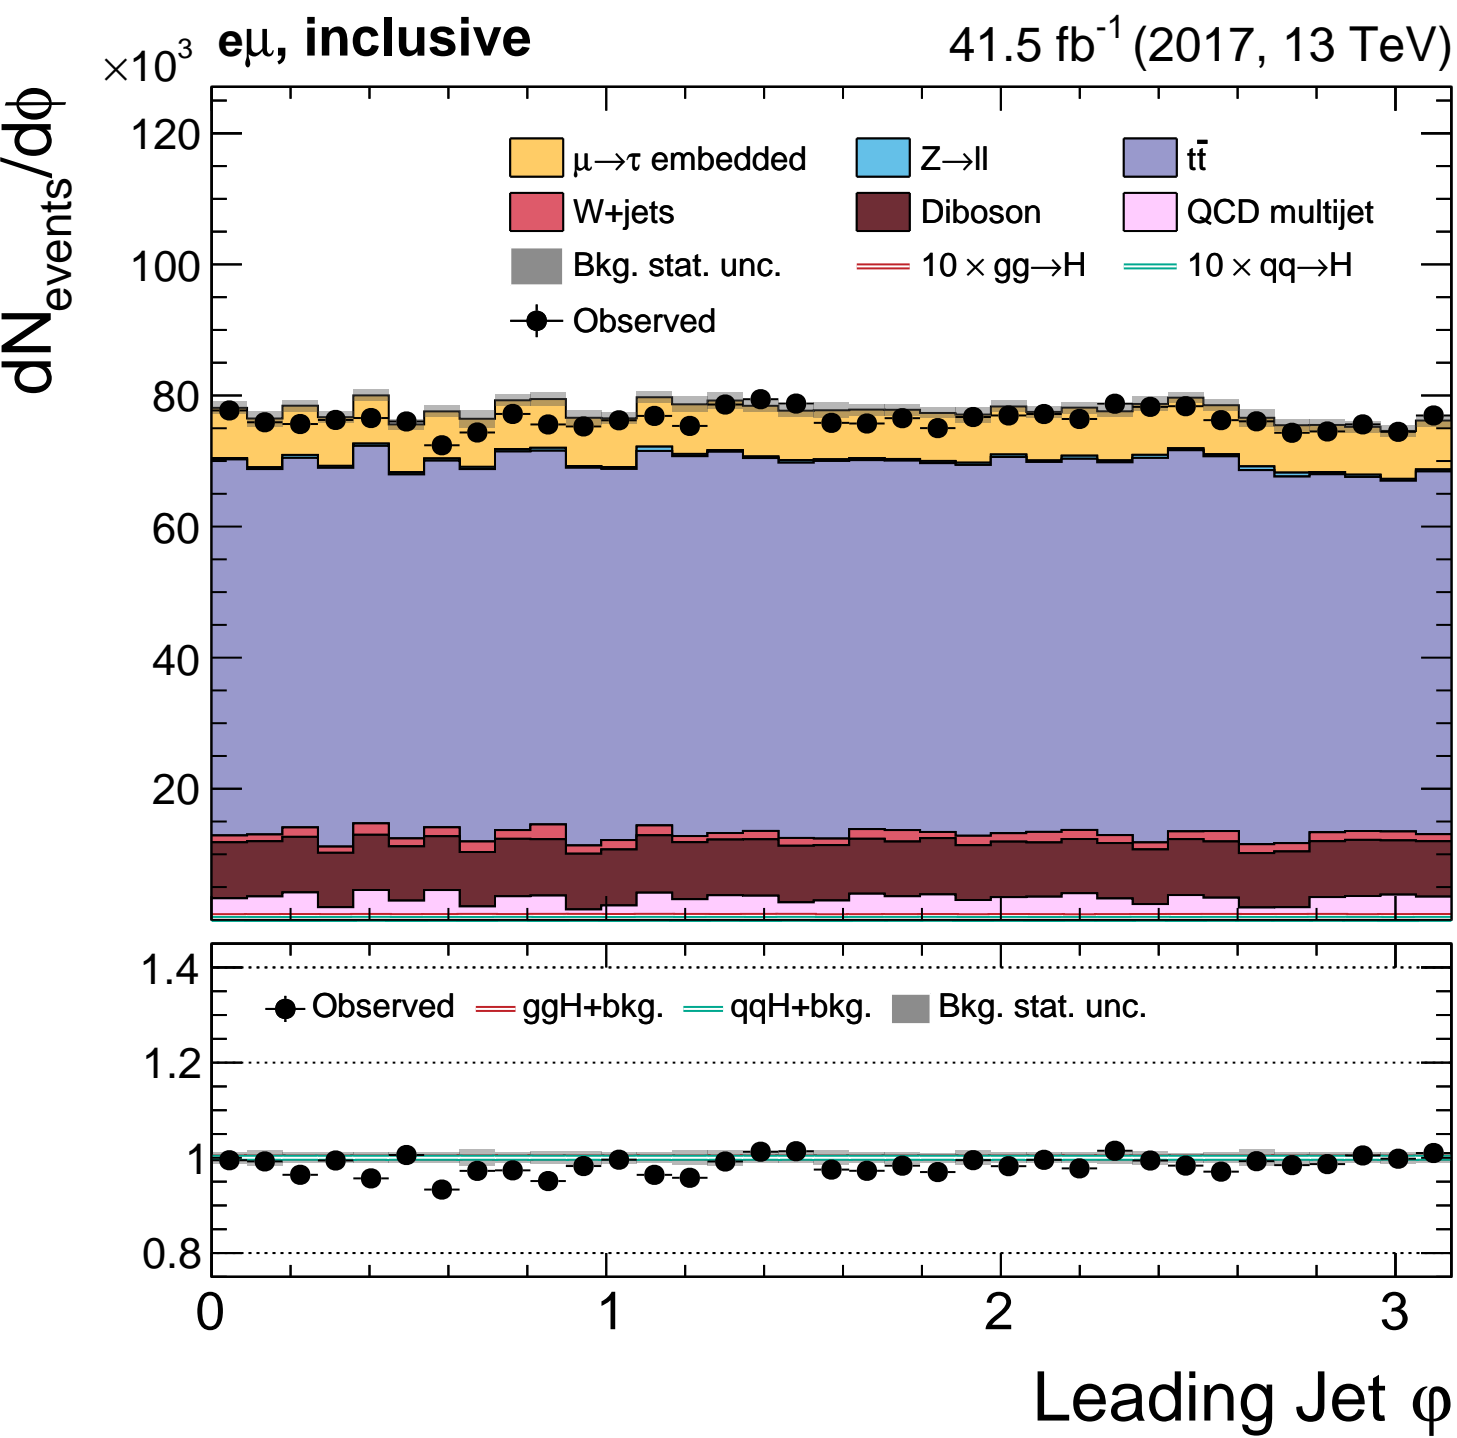 ×10³ eμ, inclusive 41.5 fb⁻¹ (2017, 13 TeV)
dN_events/dϕ
120
μ→τ embedded Z→ll tt̄
W+jets Diboson QCD multijet
100
Bkg. stat. unc. 10 × gg→H 10 × qq→H
Observed
80
60
40
20
1.4
Observed ggH+bkg. qqH+bkg. Bkg. stat. unc.
1.2
1
0.8
0 1 2 3
Leading Jet φ